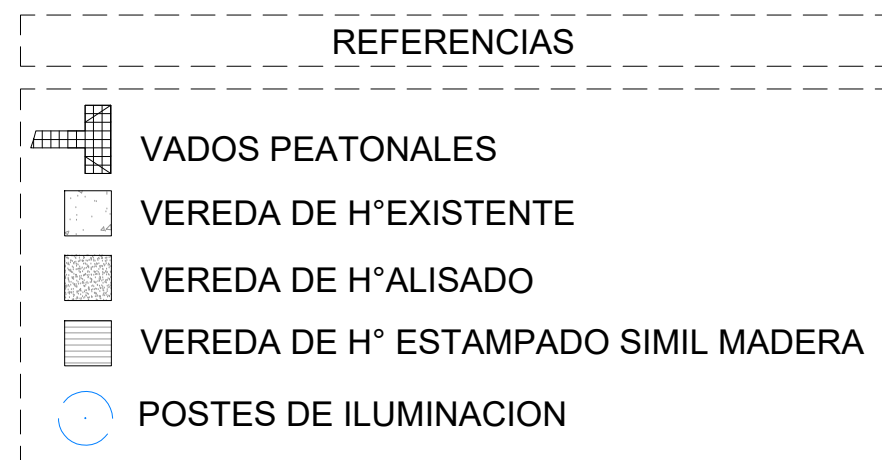 REFERENCIAS
VADOS PEATONALES
VEREDA DE H°EXISTENTE
VEREDA DE H°ALISADO
VEREDA DE H° ESTAMPADO SIMIL MADERA
POSTES DE ILUMINACION